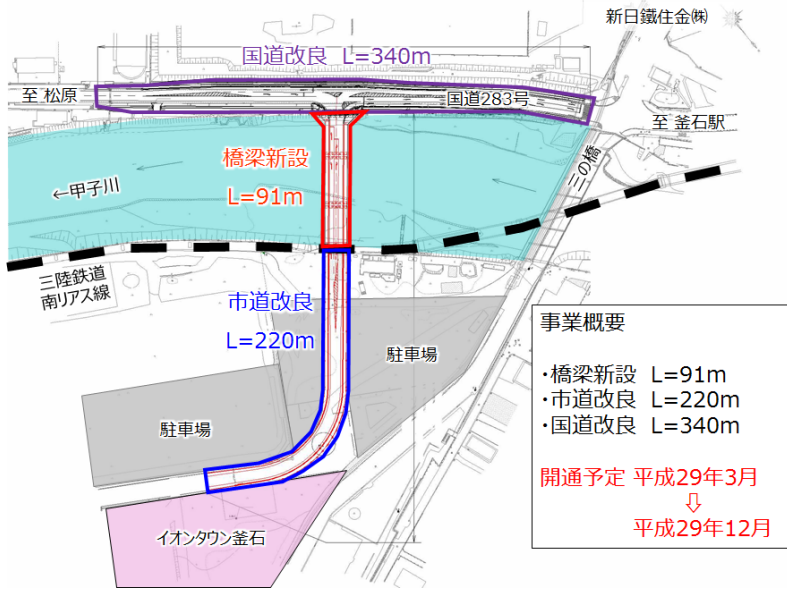 新日鐵住金㈱
国道改良 L=340m
至 松原
国道283号
至 釜石駅
橋梁新設
L=91m
三の橋
←甲子川
三陸鉄道
南リアス線
市道改良
L=220m
駐車場
駐車場
イオンタウン釜石
事業概要
・橋梁新設 L=91m
・市道改良 L=220m
・国道改良 L=340m
開通予定 平成29年3月
⇩
平成29年12月